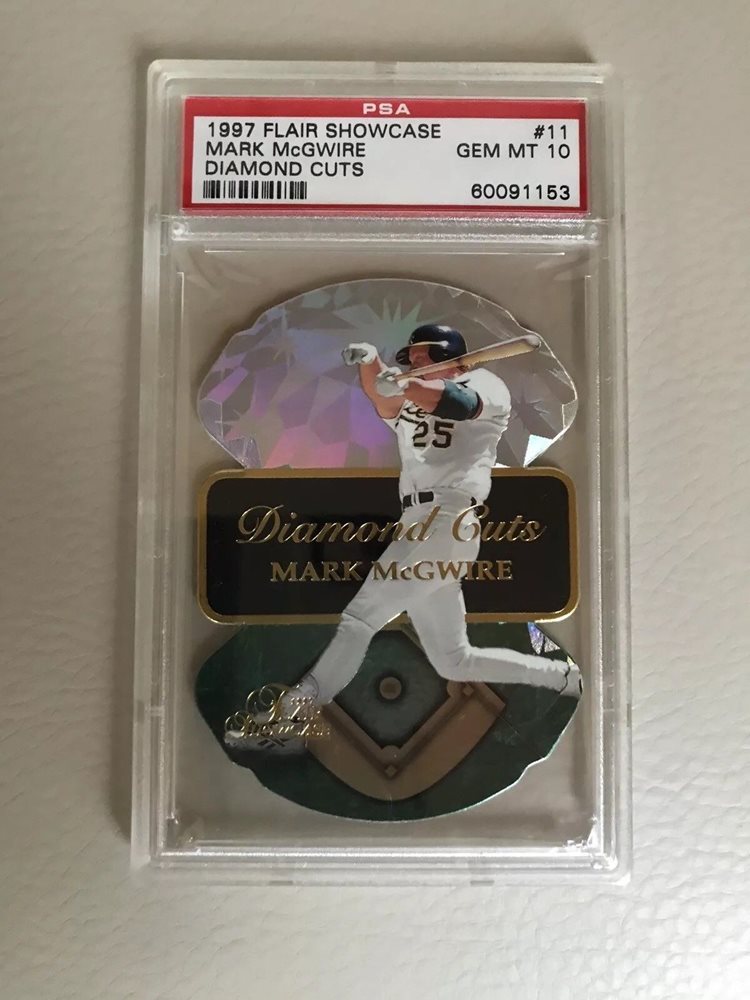 PSA
1997 FLAIR SHOWCASE #11
MARK McGWIRE GEM MT 10
DIAMOND CUTS
60091153
25
Diamond Cuts
MARK McGWIRE